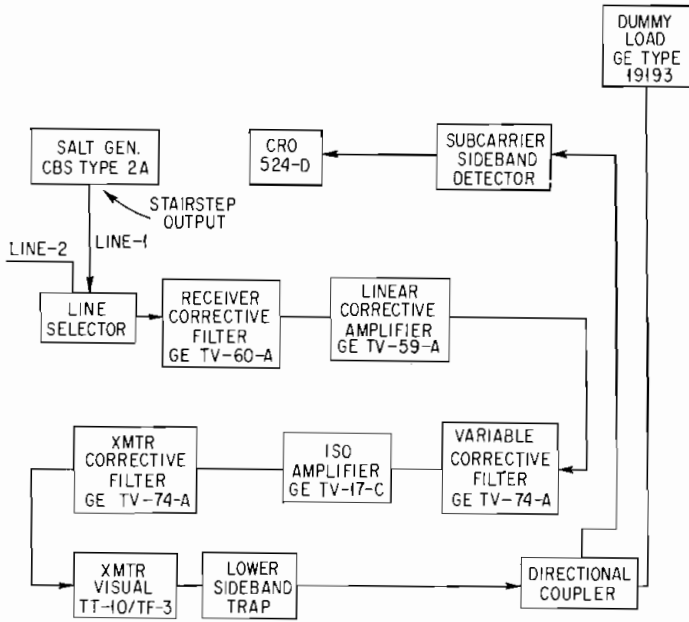 DUMMY
LOAD
GE TYPE
19193
SALT GEN.
CBS TYPE 2A
CRO
524-D
SUBCARRIER
SIDEBAND
DETECTOR
STAIRSTEP
OUTPUT
LINE-2
LINE-1
LINE
SELECTOR
RECEIVER
CORRECTIVE
FILTER
GE TV-60-A
LINEAR
CORRECTIVE
AMPLIFIER
GE TV-59-A
XMTR
CORRECTIVE
FILTER
GE TV-74-A
ISO
AMPLIFIER
GE TV-17-C
VARIABLE
CORRECTIVE
FILTER
GE TV-74-A
XMTR
VISUAL
TT-10/TF-3
LOWER
SIDEBAND
TRAP
DIRECTIONAL
COUPLER